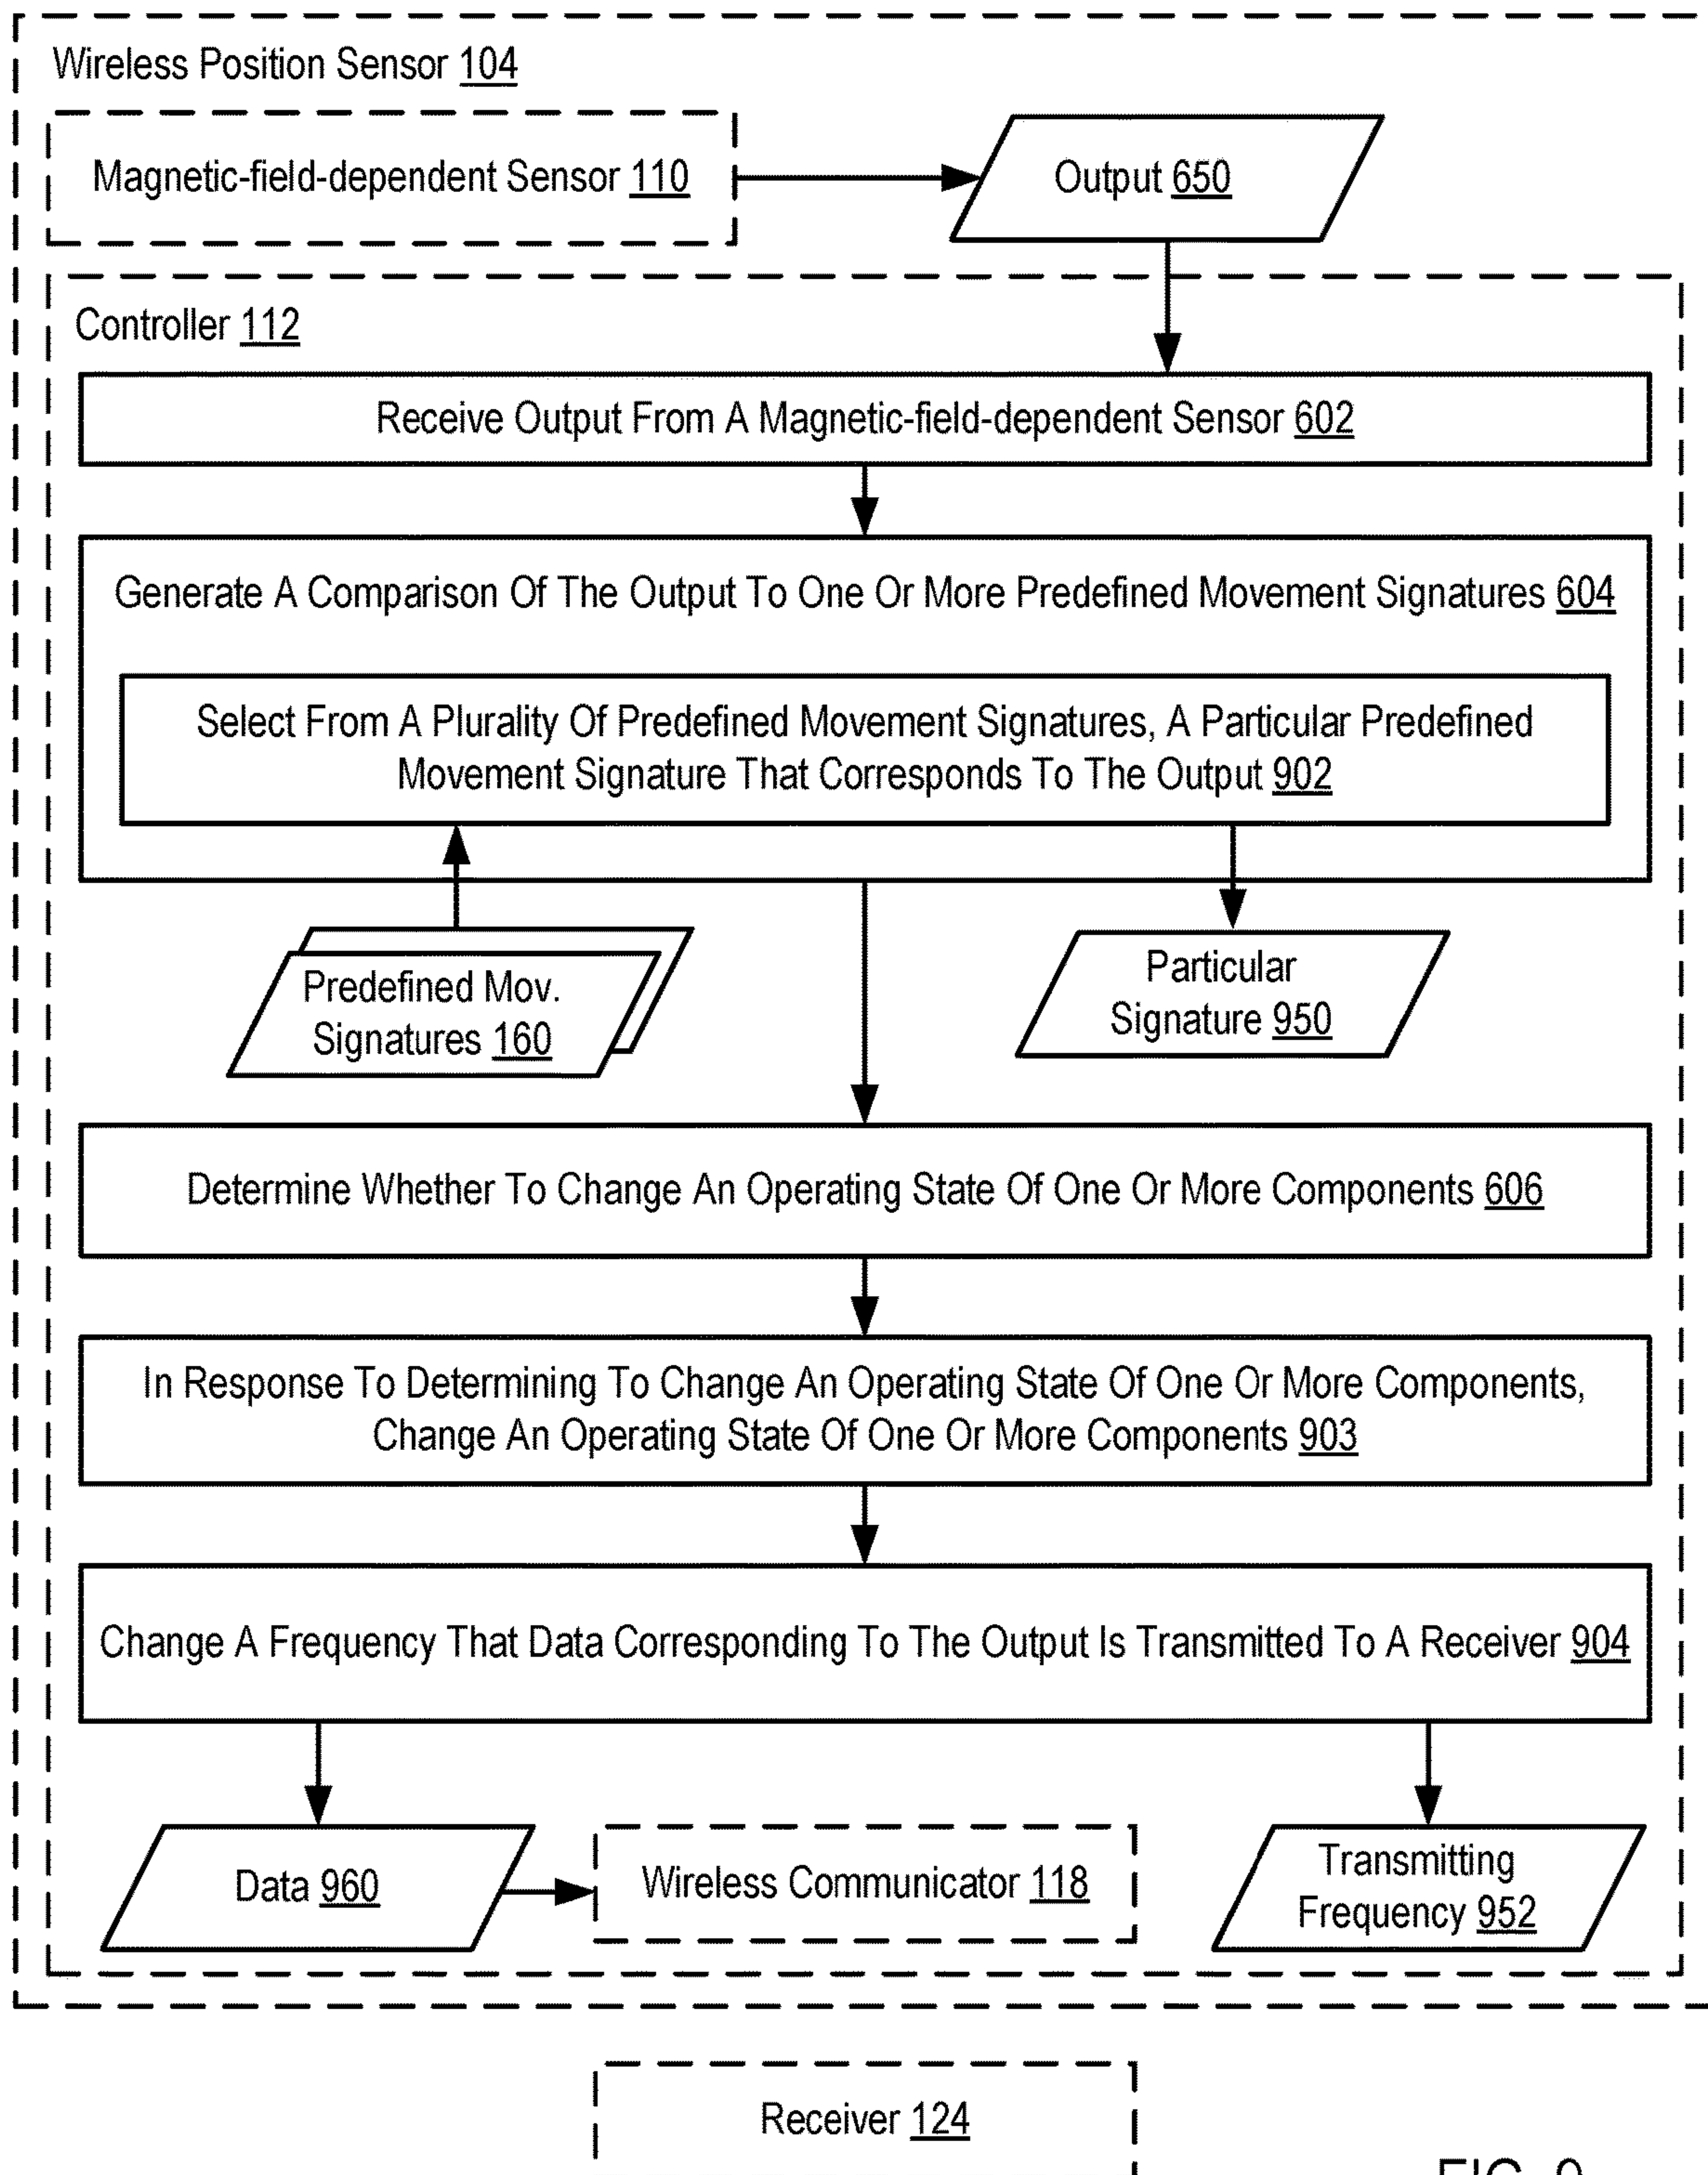 Wireless Position Sensor 104
Magnetic-field-dependent Sensor 110
Output 650
Controller 112
Receive Output From A Magnetic-field-dependent Sensor 602
Generate A Comparison Of The Output To One Or More Predefined Movement Signatures 604
Select From A Plurality Of Predefined Movement Signatures, A Particular Predefined
Movement Signature That Corresponds To The Output 902
Predefined Mov.
Signatures 160
Particular
Signature 950
Determine Whether To Change An Operating State Of One Or More Components 606
In Response To Determining To Change An Operating State Of One Or More Components,
Change An Operating State Of One Or More Components 903
Change A Frequency That Data Corresponding To The Output Is Transmitted To A Receiver 904
Data 960
Wireless Communicator 118
Transmitting
Frequency 952
Receiver 124
FIG. 9